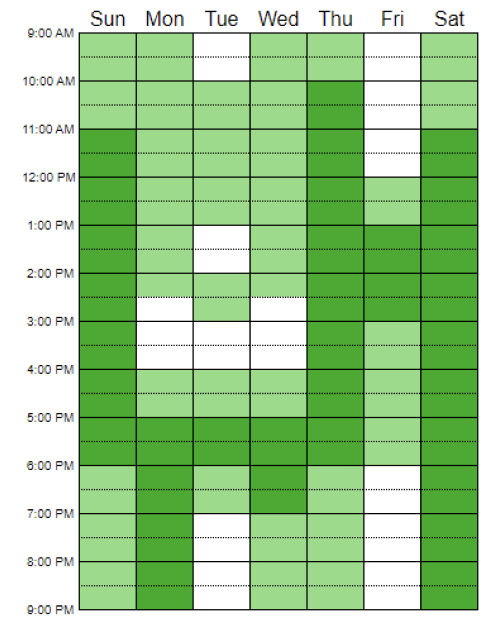 Sun Mon Tue Wed Thu Fri Sat
9:00 AM
10:00 AM
11:00 AM
12:00 PM
1:00 PM
2:00 PM
3:00 PM
4:00 PM
5:00 PM
6:00 PM
7:00 PM
8:00 PM
9:00 PM